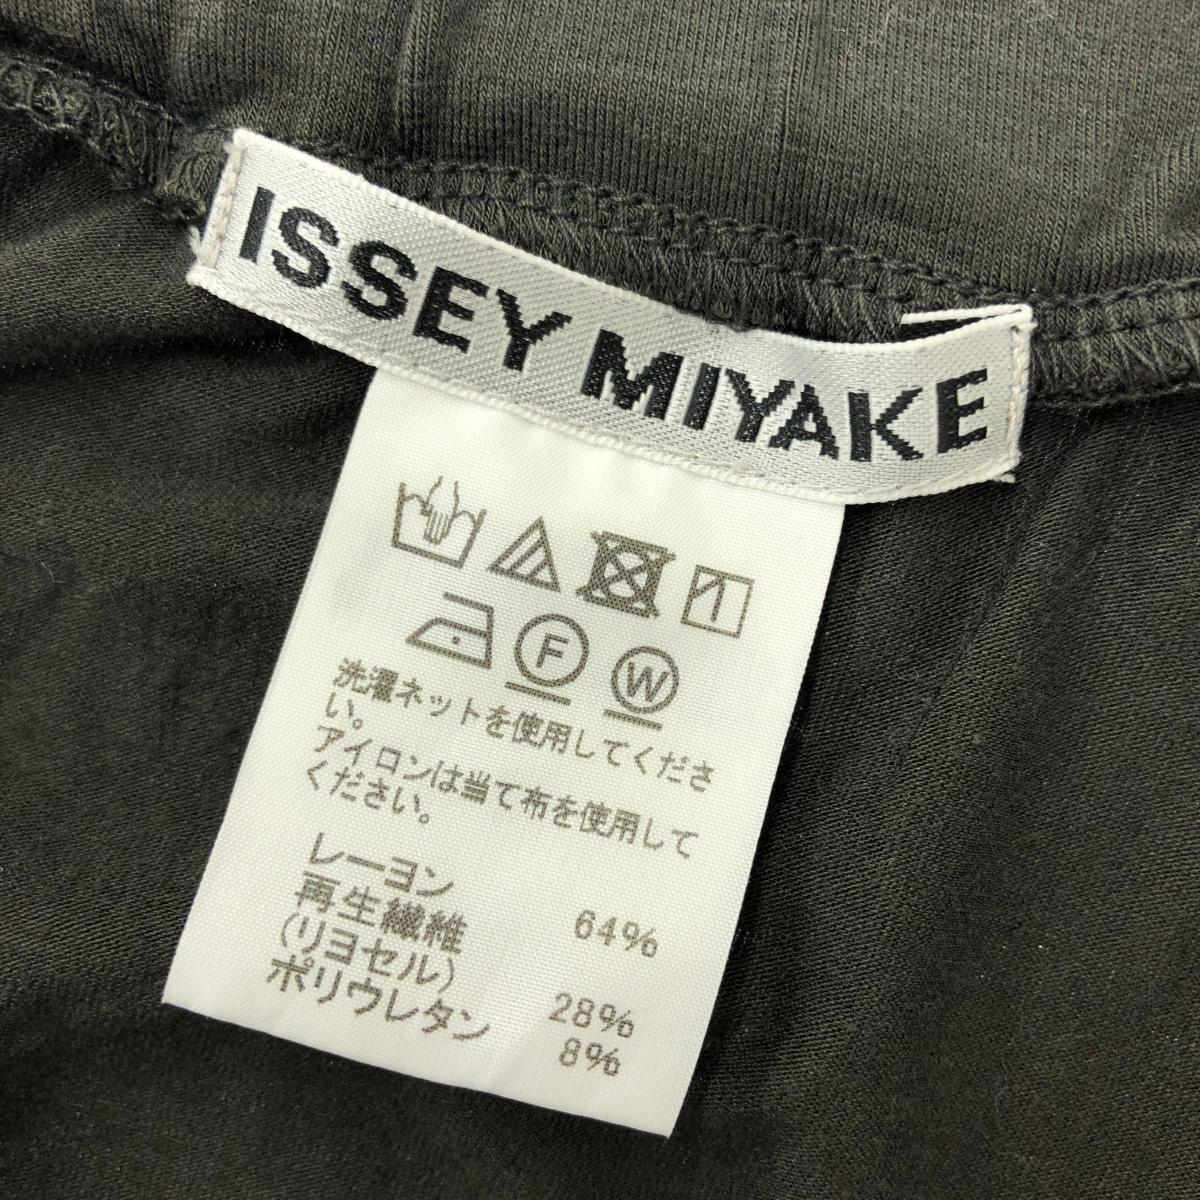 ISSEY MIYAKE
F W
洗濯ネットを使用してくださ
い。
アイロンは当て布を使用して
ください。
レーヨン 64%
再生繊維
(リヨセル) 28%
ポリウレタン 8%